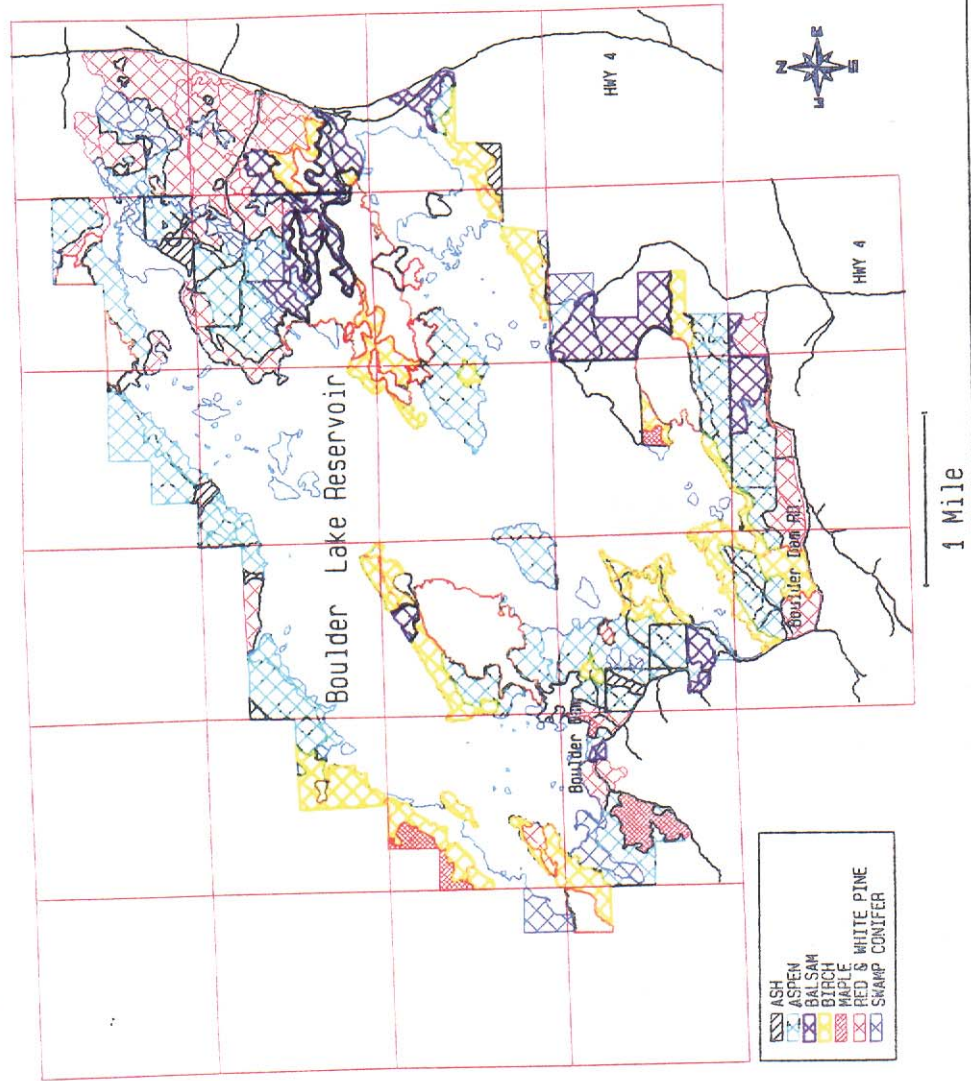 HWY 4
N
E
S
W
Boulder Lake Reservoir
HWY 4
Boulder Dam
Boulder Dam RD.
1 Mile
ASH
ASPEN
BALSAM
BIRCH
MAPLE
RED & WHITE PINE
SWAMP CONIFER